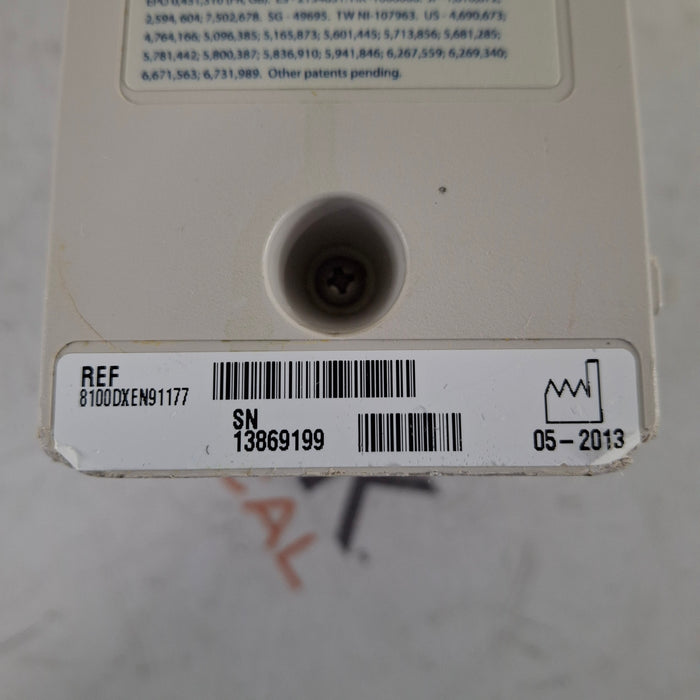 2,594,604; 7,502,678. SG - 49695. TW NI-107963. US - 4,690,673;
4,764,166; 5,096,385; 5,165,873; 5,601,445; 5,713,856; 5,681,285;
5,781,442; 5,800,387; 5,836,910; 5,941,846; 6,267,559; 6,269,340;
6,671,563; 6,731,989. Other patents pending.
REF
8100DXEN91177
SN
13869199
05-2013
AL